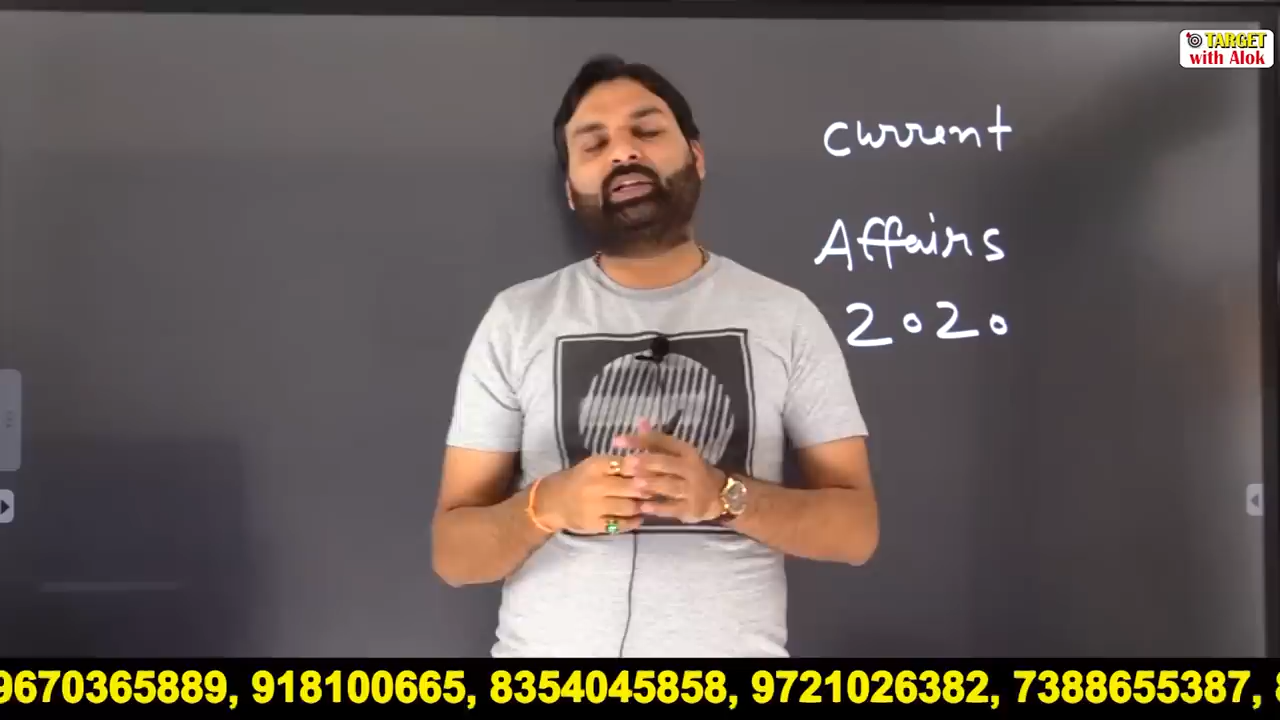 TARGET
with Alok
current
Affairs
2020
9670365889, 918100665, 8354045858, 9721026382, 7388655387,